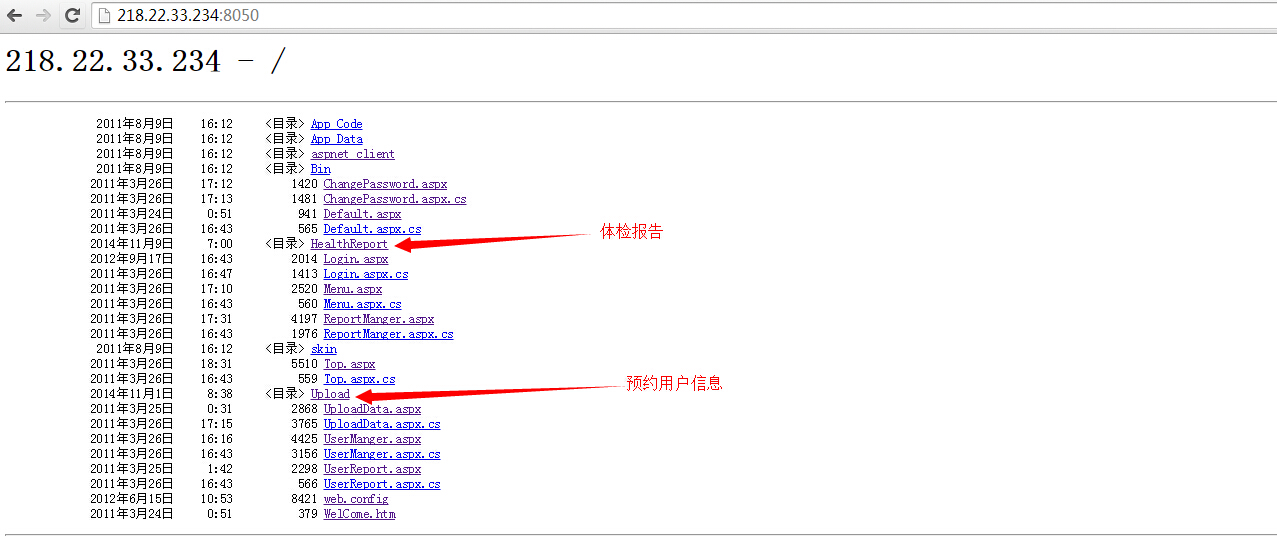 218.22.33.234:8050
218.22.33.234 - /
2011年8月9日 16:12 <目录> App_Code
2011年8月9日 16:12 <目录> App_Data
2011年8月9日 16:12 <目录> aspnet_client
2011年8月9日 16:12 <目录> Bin
2011年3月26日 17:12 1420 ChangePassword.aspx
2011年3月26日 17:13 1481 ChangePassword.aspx.cs
2011年3月24日 0:51 941 Default.aspx
2011年3月26日 16:43 565 Default.aspx.cs
2014年11月9日 7:00 <目录> HealthReport 体检报告
2012年9月17日 16:43 2014 Login.aspx
2011年3月26日 16:47 1413 Login.aspx.cs
2011年3月26日 17:10 2520 Menu.aspx
2011年3月26日 16:43 560 Menu.aspx.cs
2011年3月26日 17:31 4197 ReportManger.aspx
2011年3月26日 16:43 1976 ReportManger.aspx.cs
2011年8月9日 16:12 <目录> skin
2011年3月26日 18:31 5510 Top.aspx
2011年3月26日 16:43 559 Top.aspx.cs
2014年11月1日 8:38 <目录> Upload 预约用户信息
2011年3月25日 0:31 2868 UploadData.aspx
2011年3月26日 17:15 3765 UploadData.aspx.cs
2011年3月26日 16:16 4425 UserManger.aspx
2011年3月26日 16:43 3156 UserManger.aspx.cs
2011年3月25日 1:42 2298 UserReport.aspx
2011年3月26日 16:43 566 UserReport.aspx.cs
2012年6月15日 10:53 8421 web.config
2011年3月24日 0:51 379 WelCome.htm